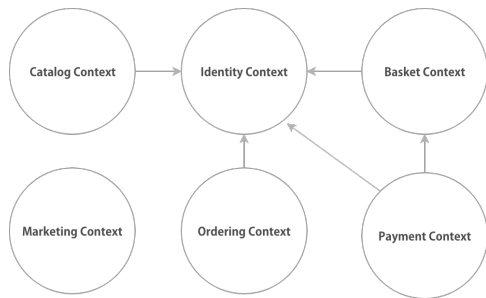 Catalog Context
Identity Context
Basket Context
Marketing Context
Ordering Context
Payment Context